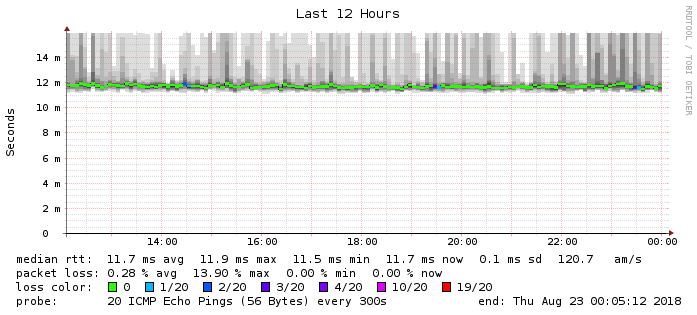 Last 12 Hours
RRDTOOL / TOBI OETIKER
Seconds
14 m
12 m
10 m
8 m
6 m
4 m
2 m
0
14:00 16:00 18:00 20:00 22:00 00:00
median rtt: 11.7 ms avg 11.9 ms max 11.5 ms min 11.7 ms now 0.1 ms sd 120.7 am/s
packet loss: 0.28 % avg 13.90 % max 0.00 % min 0.00 % now
loss color: 0 1/20 2/20 3/20 4/20 10/20 19/20
probe: 20 ICMP Echo Pings (56 Bytes) every 300s end: Thu Aug 23 00:05:12 2018